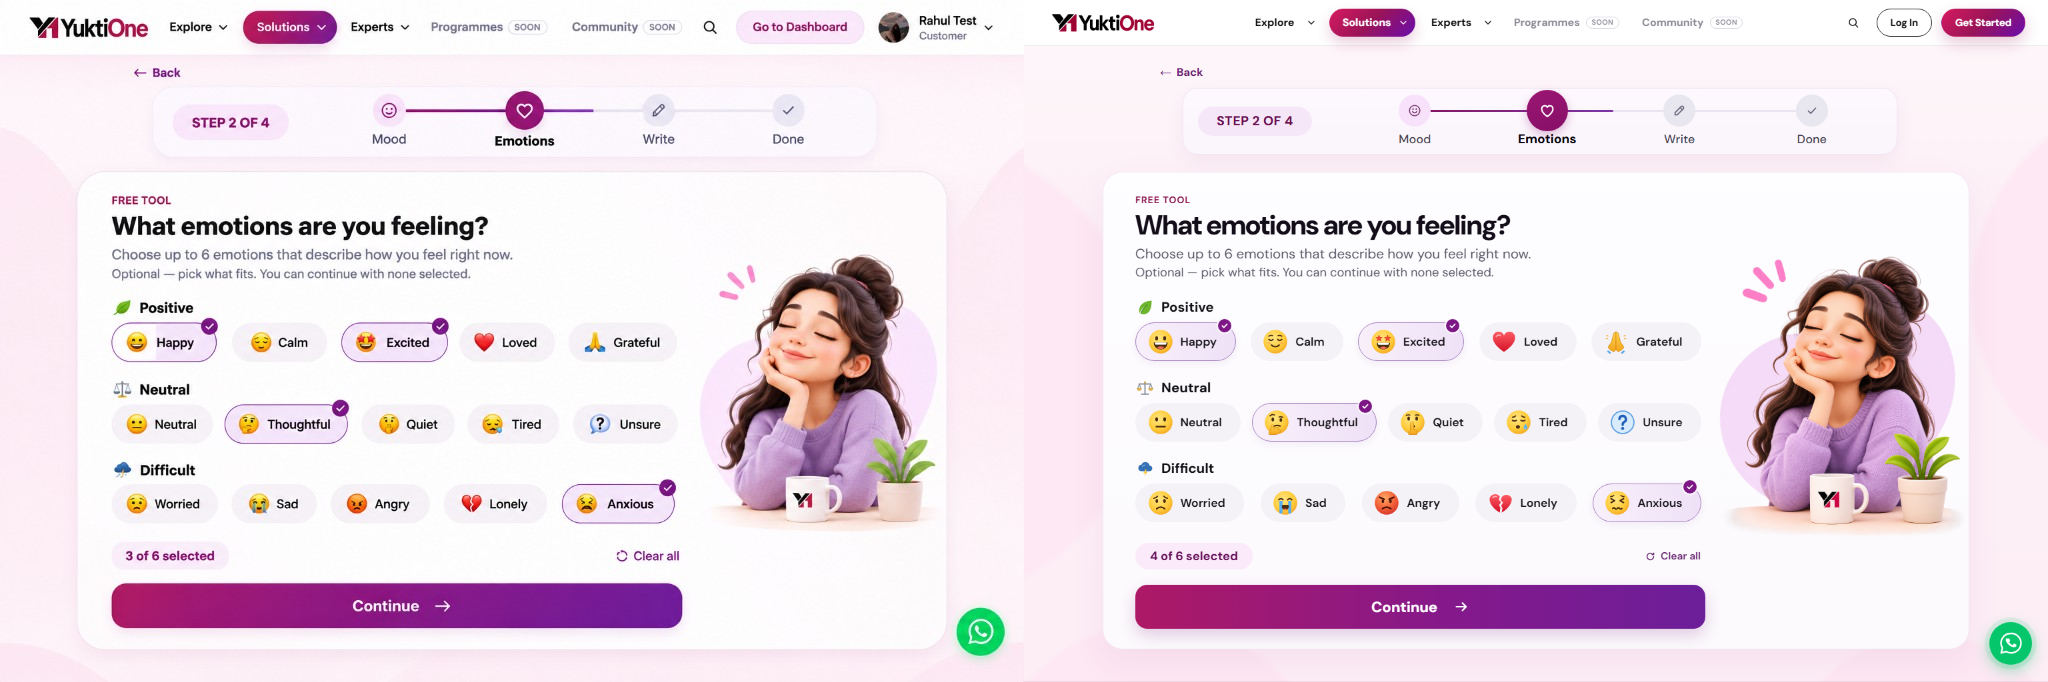 YuktiOne Explore Solutions Experts Programmes SOON Community SOON Go to Dashboard Rahul Test
Customer
Back
STEP 2 OF 4
Mood Emotions Write Done
FREE TOOL
What emotions are you feeling?
Choose up to 6 emotions that describe how you feel right now.
Optional — pick what fits. You can continue with none selected.
Positive
Happy Calm Excited Loved Grateful
Neutral
Neutral Thoughtful Quiet Tired Unsure
Difficult
Worried Sad Angry Lonely Anxious
3 of 6 selected Clear all
Continue
YuktiOne Explore Solutions Experts Programmes SOON Community SOON Log In Get Started
Back
STEP 2 OF 4
Mood Emotions Write Done
FREE TOOL
What emotions are you feeling?
Choose up to 6 emotions that describe how you feel right now.
Optional — pick what fits. You can continue with none selected.
Positive
Happy Calm Excited Loved Grateful
Neutral
Neutral Thoughtful Quiet Tired Unsure
Difficult
Worried Sad Angry Lonely Anxious
4 of 6 selected Clear all
Continue